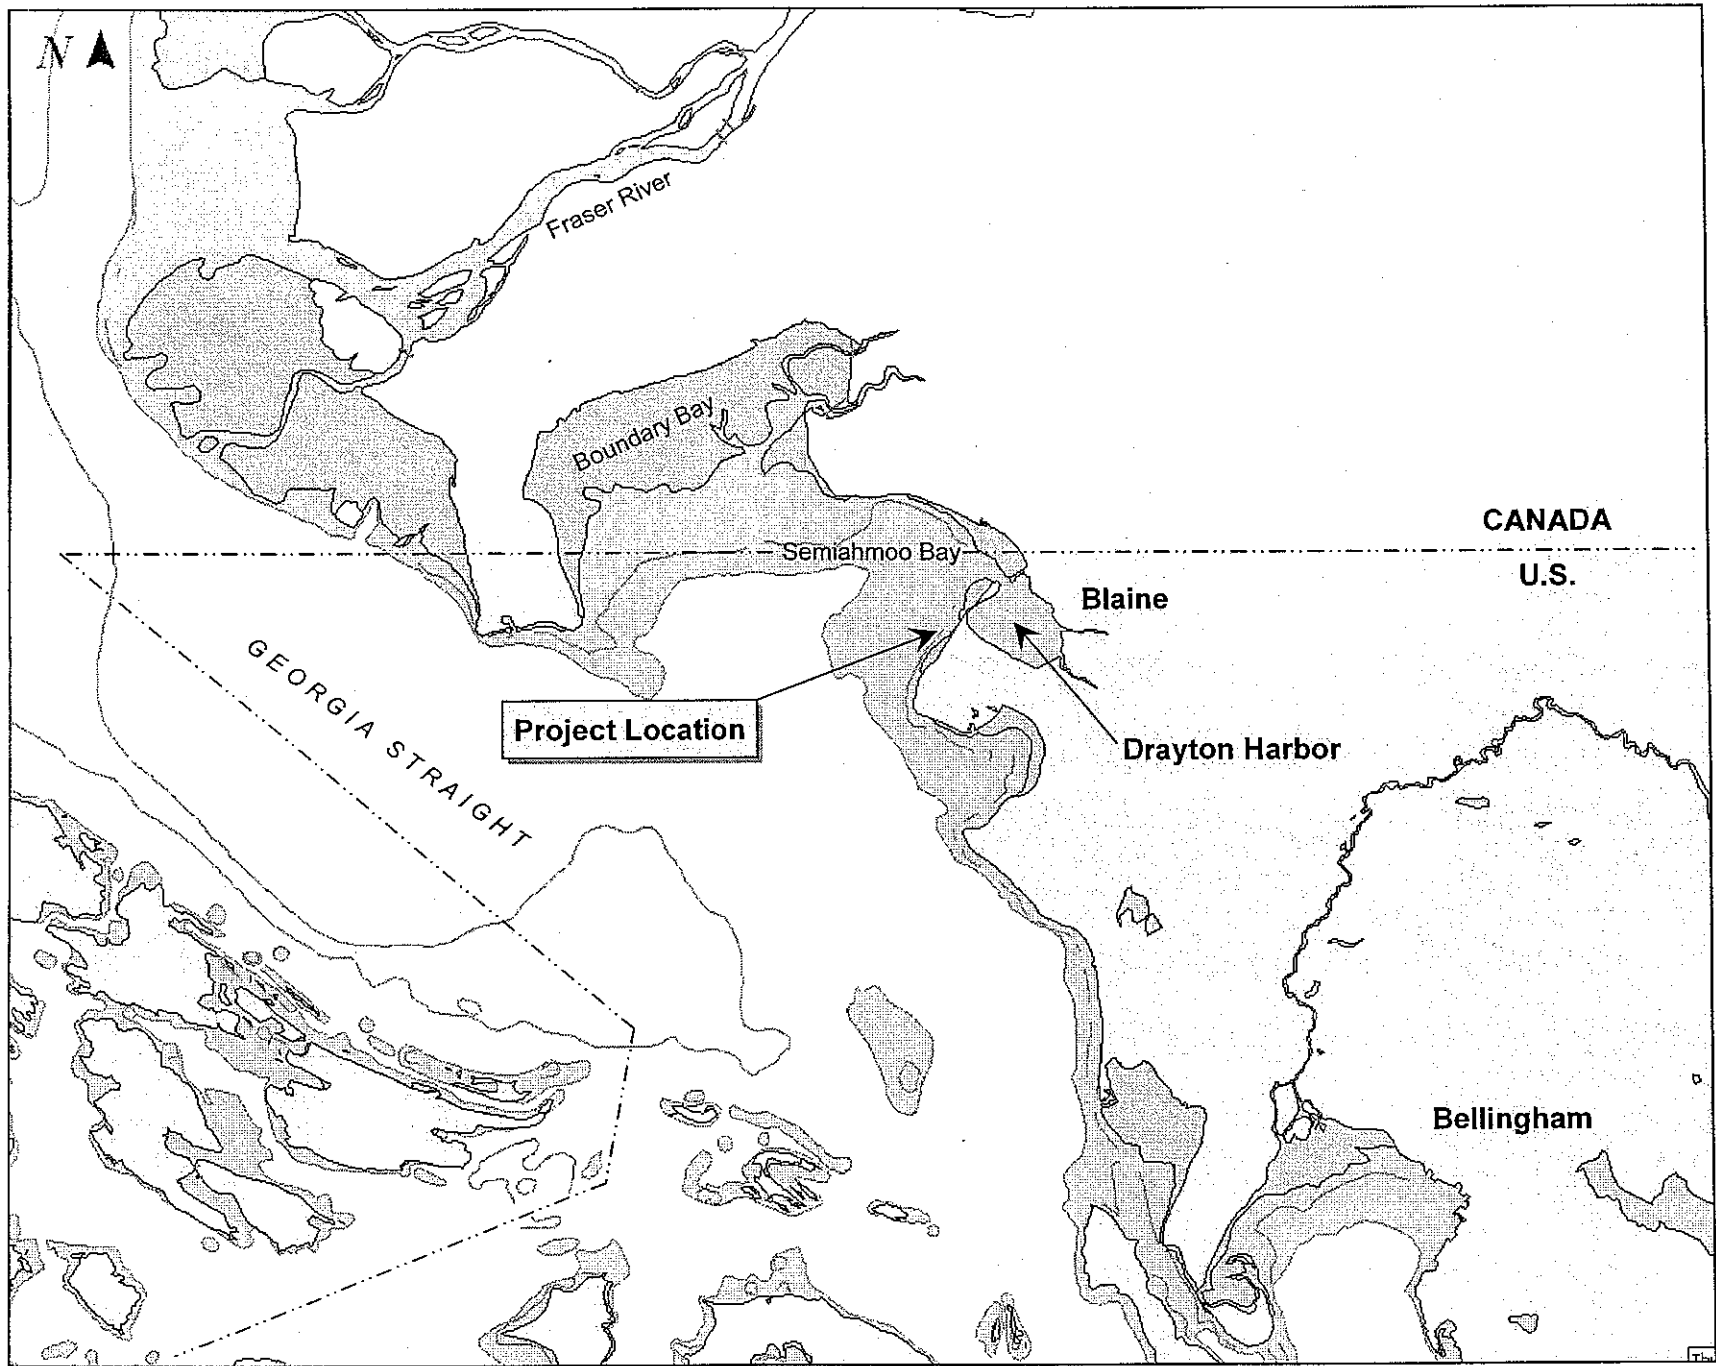 N
Fraser River
Boundary Bay
CANADA
Semiahmoo Bay
U.S.
Blaine
GEORGIA STRAIGHT
Project Location
Drayton Harbor
Bellingham